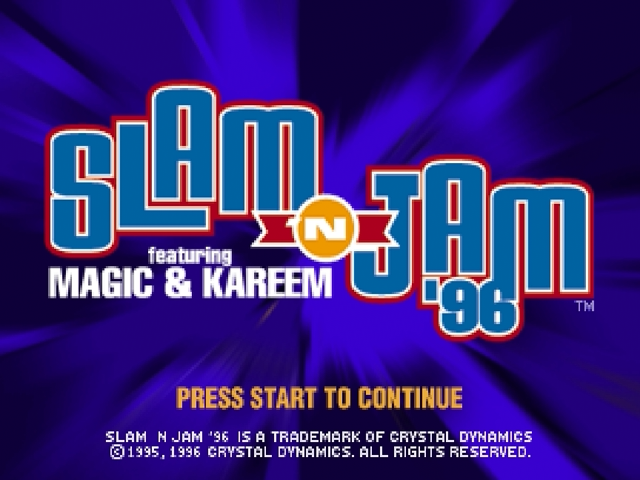 SLAM 'N JAM '96
TM
featuring
MAGIC & KAREEM
PRESS START TO CONTINUE
SLAM N JAM '96 IS A TRADEMARK OF CRYSTAL DYNAMICS
©1995, 1996 CRYSTAL DYNAMICS. ALL RIGHTS RESERVED.